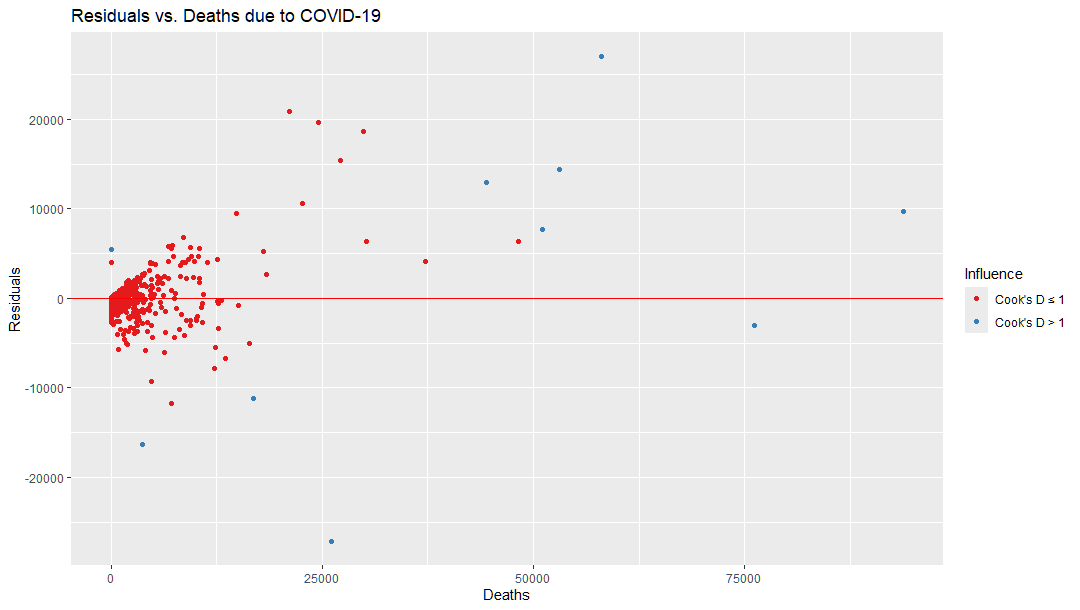 Residuals vs. Deaths due to COVID-19
20000
10000
0
-10000
-20000
Residuals
0
25000
50000
75000
Deaths
Influence
Cook's D ≤ 1
Cook's D > 1